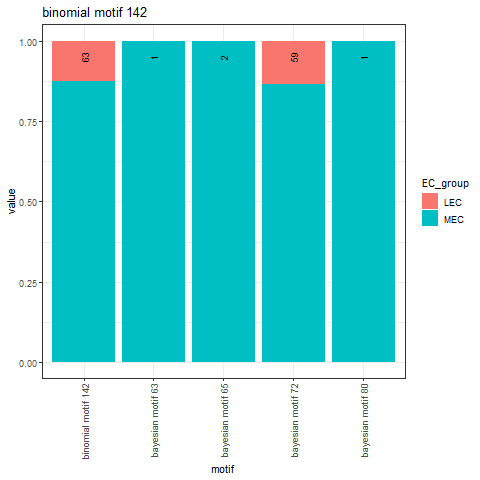 binomial motif 142
1.00
0.75
0.50
0.25
0.00
value
63
1
2
59
1
binomial motif 142
bayesian motif 63
bayesian motif 65
bayesian motif 72
bayesian motif 80
motif
EC_group
LEC
MEC